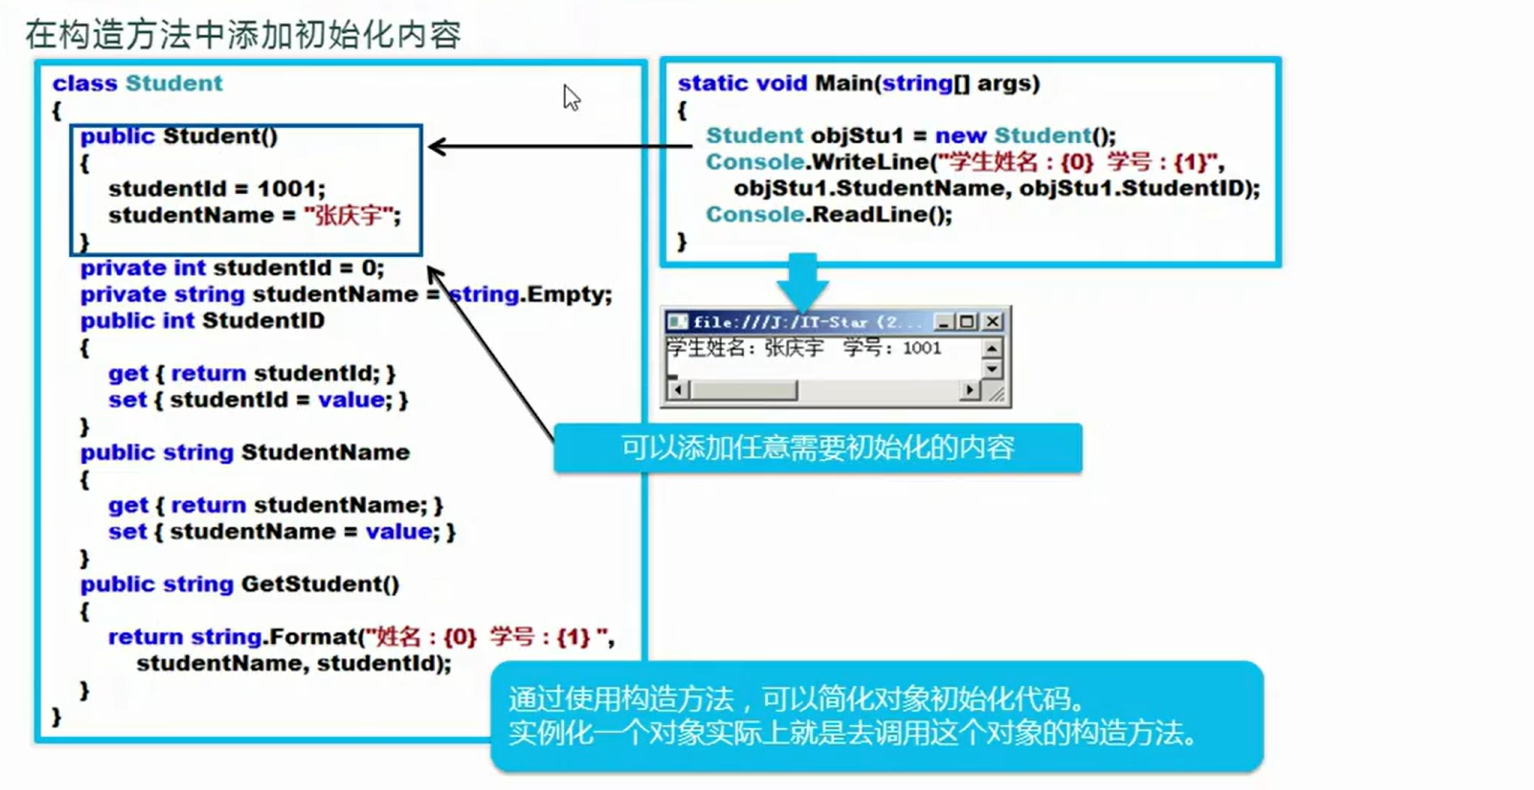 在构造方法中添加初始化内容
class Student
{
public Student()
{
studentId = 1001;
studentName = "张庆宇";
}
private int studentId = 0;
private string studentName = string.Empty;
public int StudentID
{
get { return studentId; }
set { studentId = value; }
}
public string StudentName
{
get { return studentName; }
set { studentName = value; }
}
public string GetStudent()
{
return string.Format("姓名：{0}  学号：{1} ",
studentName, studentId);
}
}
static void Main(string[] args)
{
Student objStu1 = new Student();
Console.WriteLine("学生姓名：{0}  学号：{1}",
objStu1.StudentName, objStu1.StudentID);
Console.ReadLine();
}
file:///J:/IT-Star (2...
学生姓名：张庆宇  学号：1001
可以添加任意需要初始化的内容
通过使用构造方法，可以简化对象初始化代码。
实例化一个对象实际上就是去调用这个对象的构造方法。